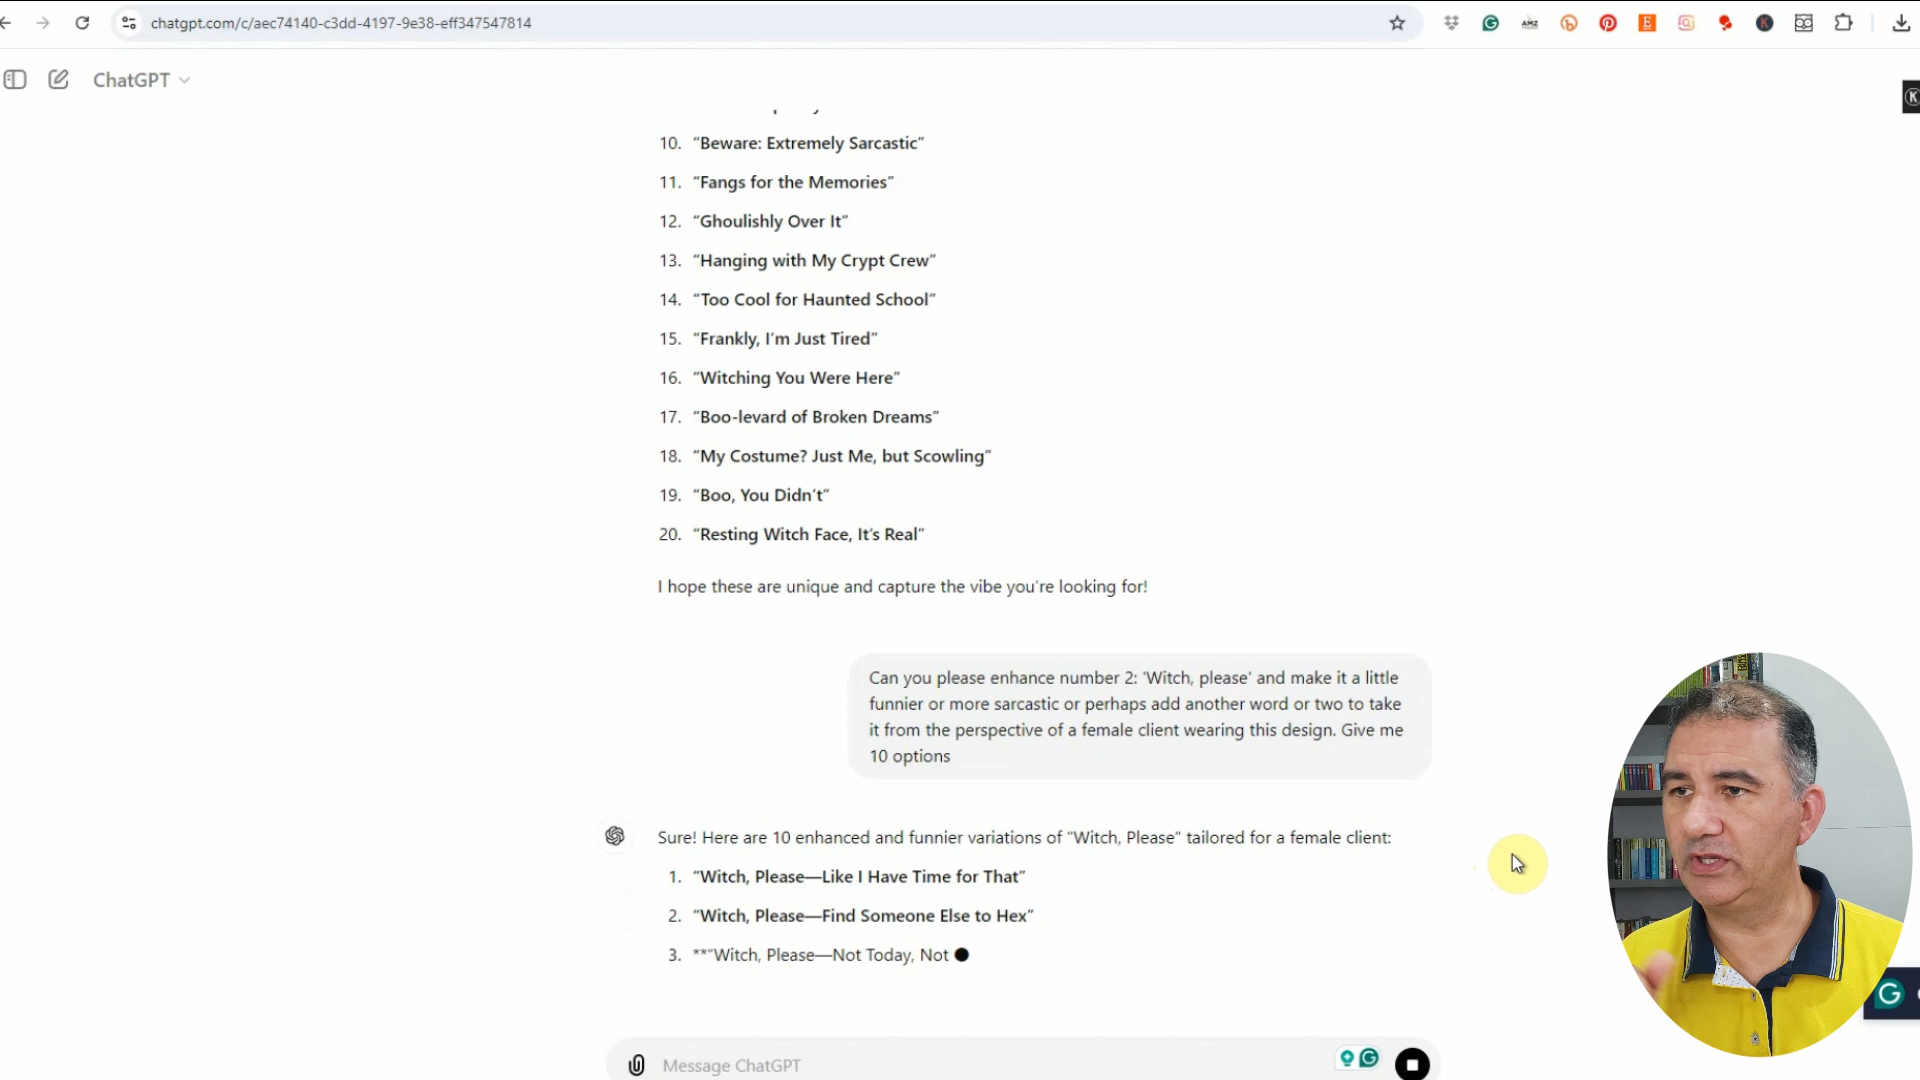 chatgpt.com/c/aec74140-c3dd-4197-9e38-eff347547814
AMZ
ChatGPT
10. “Beware: Extremely Sarcastic”
11. “Fangs for the Memories”
12. “Ghoulishly Over It”
13. “Hanging with My Crypt Crew”
14. “Too Cool for Haunted School”
15. “Frankly, I’m Just Tired”
16. “Witching You Were Here”
17. “Boo-levard of Broken Dreams”
18. “My Costume? Just Me, but Scowling”
19. “Boo, You Didn’t”
20. “Resting Witch Face, It’s Real”
I hope these are unique and capture the vibe you’re looking for!
Can you please enhance number 2: 'Witch, please' and make it a little
funnier or more sarcastic or perhaps add another word or two to take
it from the perspective of a female client wearing this design. Give me
10 options
Sure! Here are 10 enhanced and funnier variations of "Witch, Please" tailored for a female client:
1. “Witch, Please—Like I Have Time for That”
2. “Witch, Please—Find Someone Else to Hex”
3. **“Witch, Please—Not Today, Not
Message ChatGPT